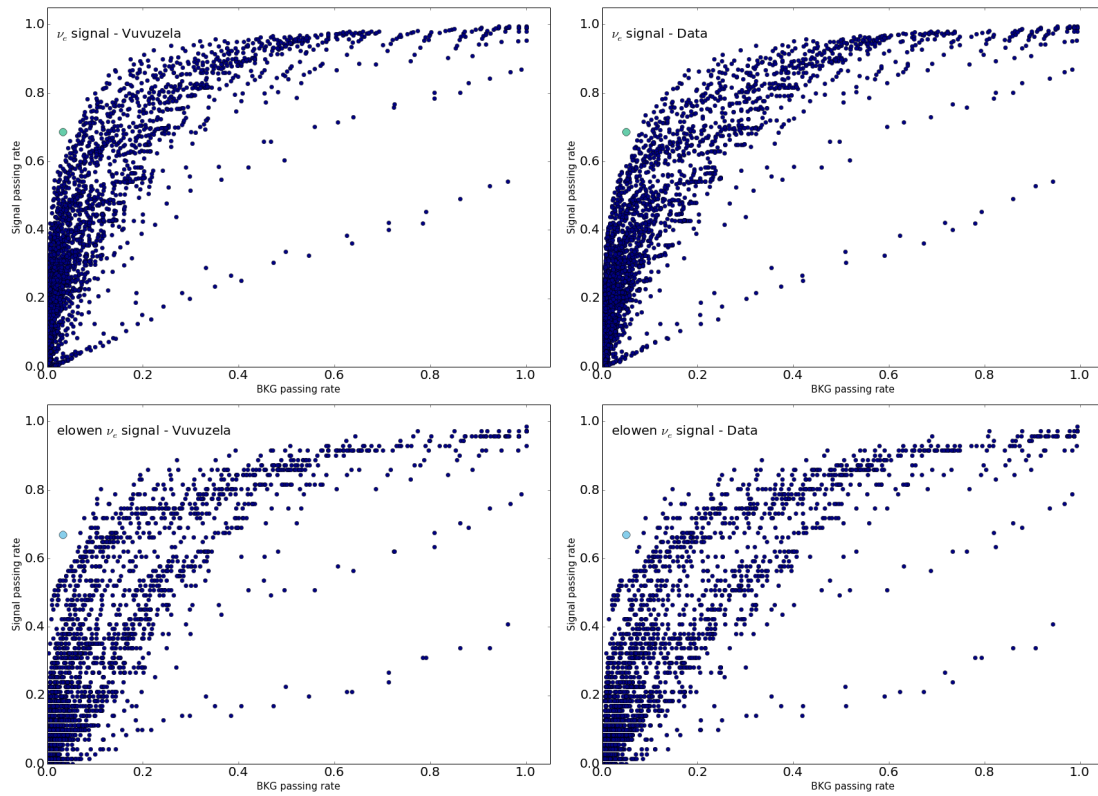 ν_e signal - Vuvuzela
Signal passing rate
1.0
0.8
0.6
0.4
0.2
0.0
0.0 0.2 0.4 0.6 0.8 1.0
BKG passing rate
ν_e signal - Data
Signal passing rate
1.0
0.8
0.6
0.4
0.2
0.0
0.0 0.2 0.4 0.6 0.8 1.0
BKG passing rate
elowen ν_e signal - Vuvuzela
Signal passing rate
1.0
0.8
0.6
0.4
0.2
0.0
0.0 0.2 0.4 0.6 0.8 1.0
BKG passing rate
elowen ν_e signal - Data
Signal passing rate
1.0
0.8
0.6
0.4
0.2
0.0
0.0 0.2 0.4 0.6 0.8 1.0
BKG passing rate